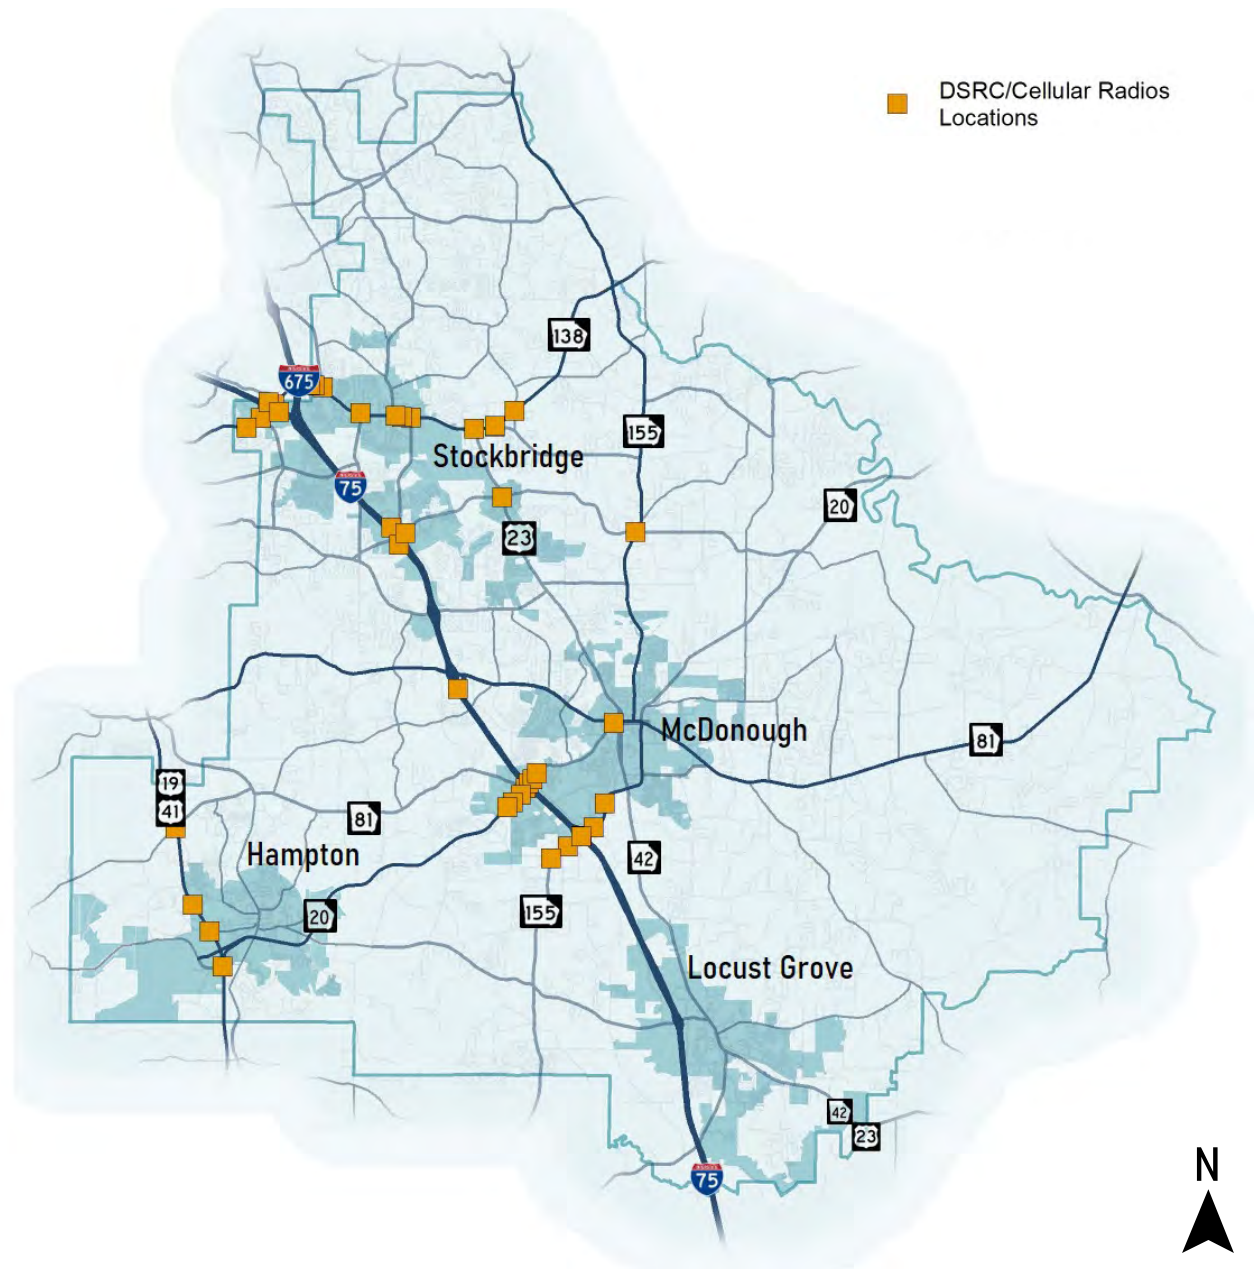 DSRC/Cellular Radios
Locations
138
675
155
Stockbridge
75
20
23
McDonough
81
19
41
81
Hampton
42
20
155
Locust Grove
42
23
N
75